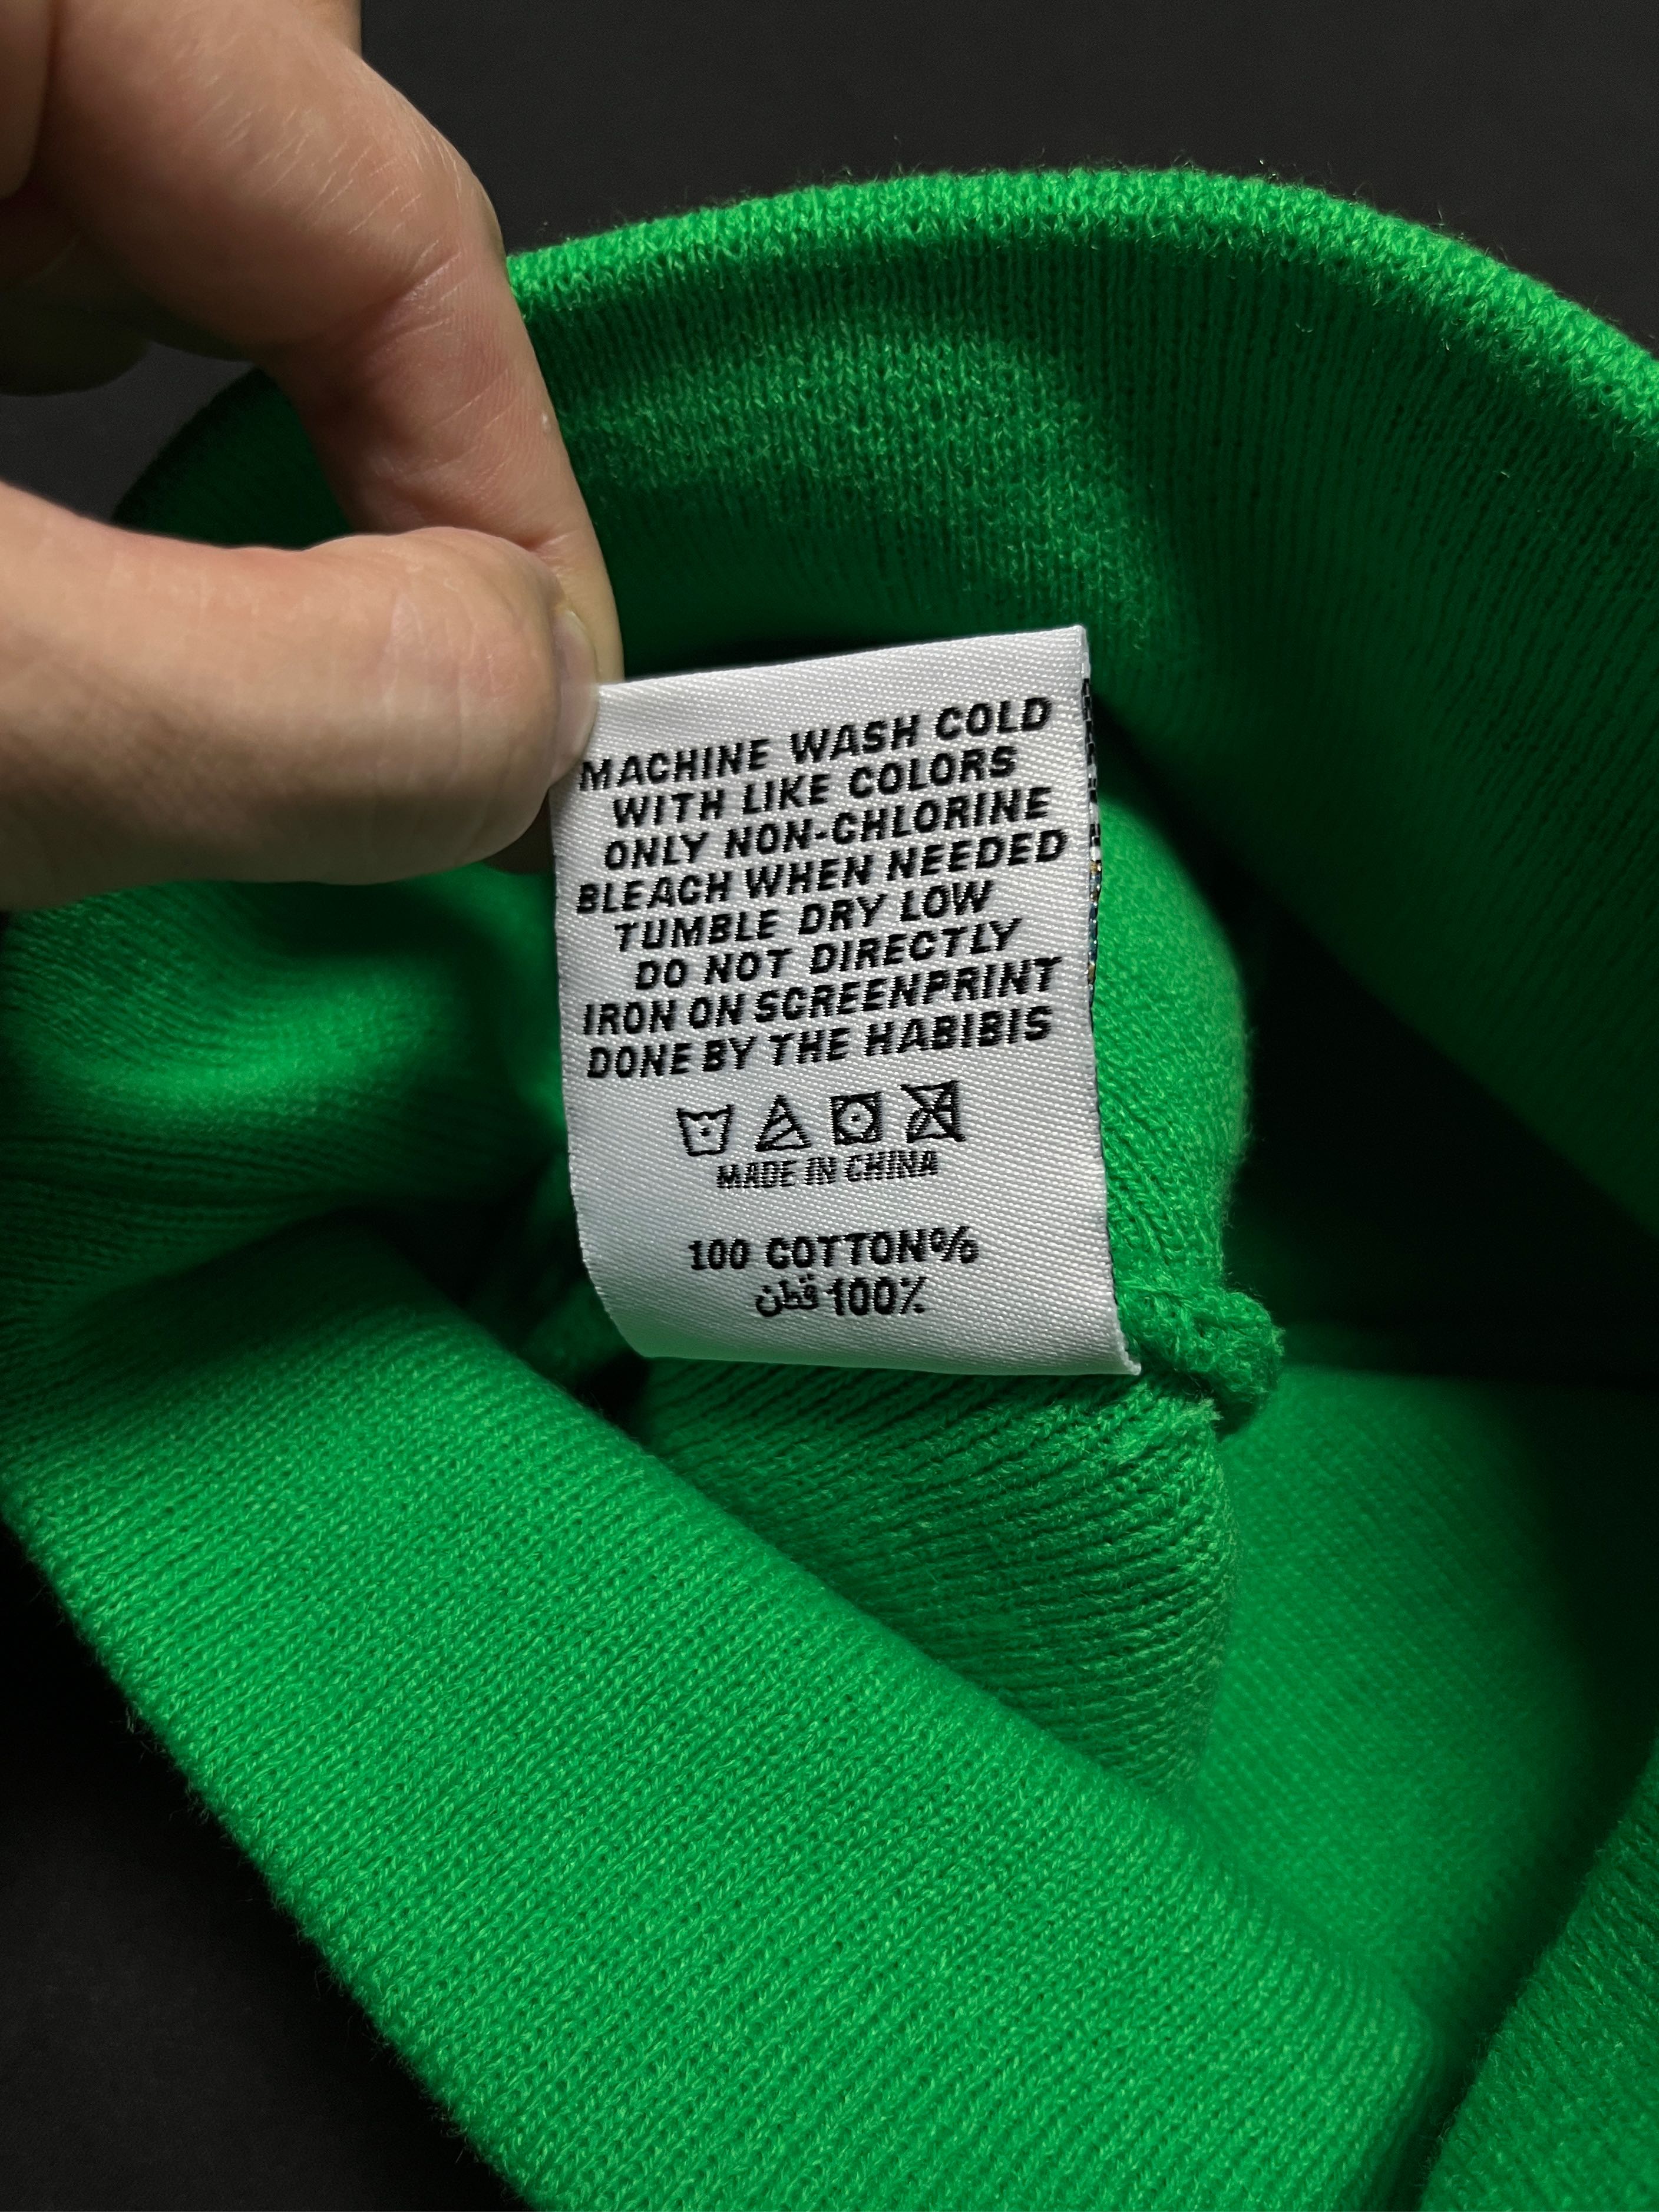 MACHINE WASH COLD
WITH LIKE COLORS
ONLY NON-CHLORINE
BLEACH WHEN NEEDED
TUMBLE DRY LOW
DO NOT DIRECTLY
IRON ON SCREENPRINT
DONE BY THE HABIBIS
MADE IN CHINA
100 COTTON%
100% قطن